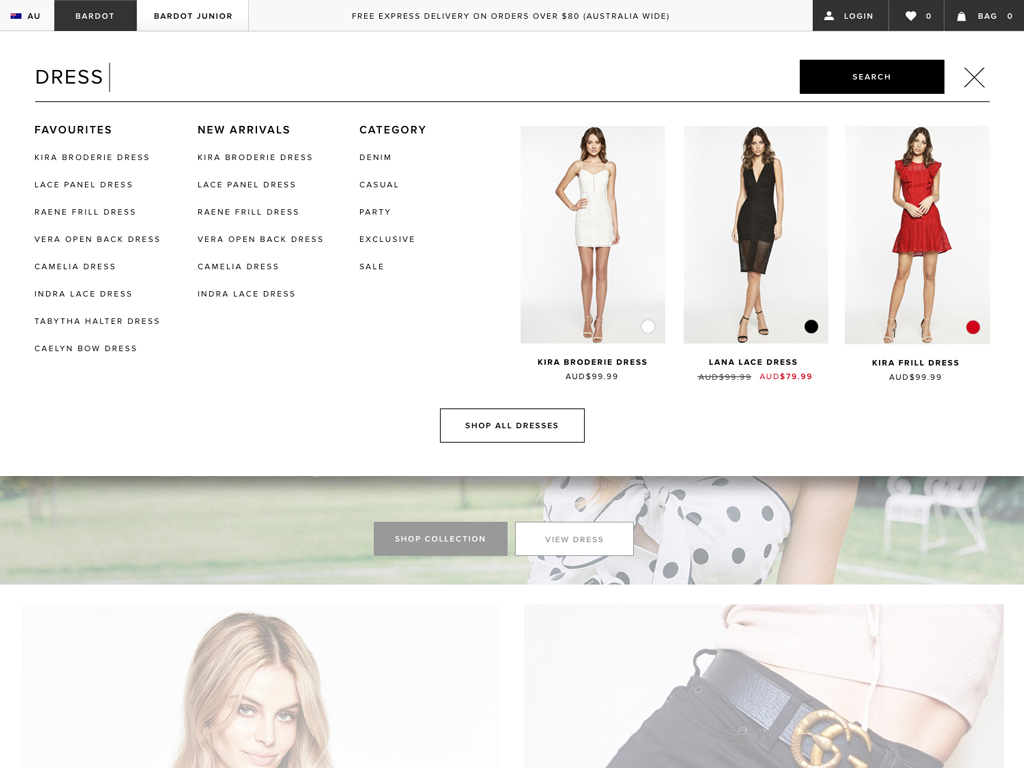 AU
BARDOT
BARDOT JUNIOR
FREE EXPRESS DELIVERY ON ORDERS OVER $80 (AUSTRALIA WIDE)
LOGIN
0
BAG 0
DRESS
SEARCH
FAVOURITES
KIRA BRODERIE DRESS
LACE PANEL DRESS
RAENE FRILL DRESS
VERA OPEN BACK DRESS
CAMELIA DRESS
INDRA LACE DRESS
TABYTHA HALTER DRESS
CAELYN BOW DRESS
NEW ARRIVALS
KIRA BRODERIE DRESS
LACE PANEL DRESS
RAENE FRILL DRESS
VERA OPEN BACK DRESS
CAMELIA DRESS
INDRA LACE DRESS
CATEGORY
DENIM
CASUAL
PARTY
EXCLUSIVE
SALE
KIRA BRODERIE DRESS
AUD$99.99
LANA LACE DRESS
AUD$99.99 AUD$79.99
KIRA FRILL DRESS
AUD$99.99
SHOP ALL DRESSES
SHOP COLLECTION
VIEW DRESS